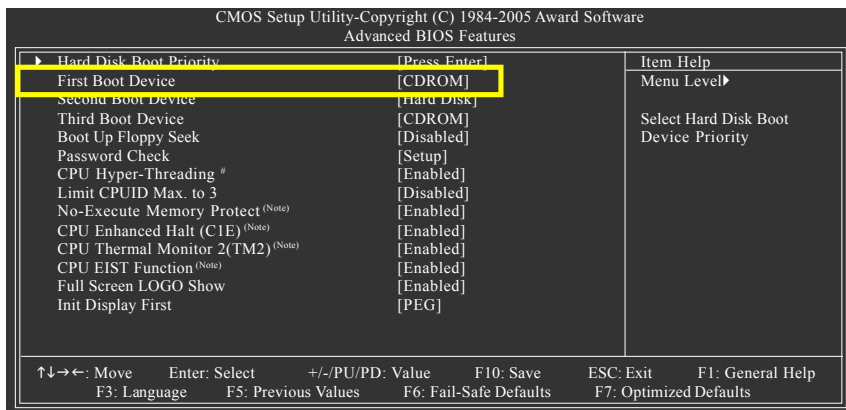 CMOS Setup Utility-Copyright (C) 1984-2005 Award Software
Advanced BIOS Features
▶ Hard Disk Boot Priority [Press Enter] Item Help
First Boot Device [CDROM] Menu Level▶
Second Boot Device [Hard Disk]
Third Boot Device [CDROM] Select Hard Disk Boot
Boot Up Floppy Seek [Disabled] Device Priority
Password Check [Setup]
CPU Hyper-Threading # [Enabled]
Limit CPUID Max. to 3 [Disabled]
No-Execute Memory Protect (Note) [Enabled]
CPU Enhanced Halt (C1E) (Note) [Enabled]
CPU Thermal Monitor 2(TM2) (Note) [Enabled]
CPU EIST Function (Note) [Enabled]
Full Screen LOGO Show [Enabled]
Init Display First [PEG]
↑↓→←: Move Enter: Select +/-/PU/PD: Value F10: Save ESC: Exit F1: General Help
F3: Language F5: Previous Values F6: Fail-Safe Defaults F7: Optimized Defaults